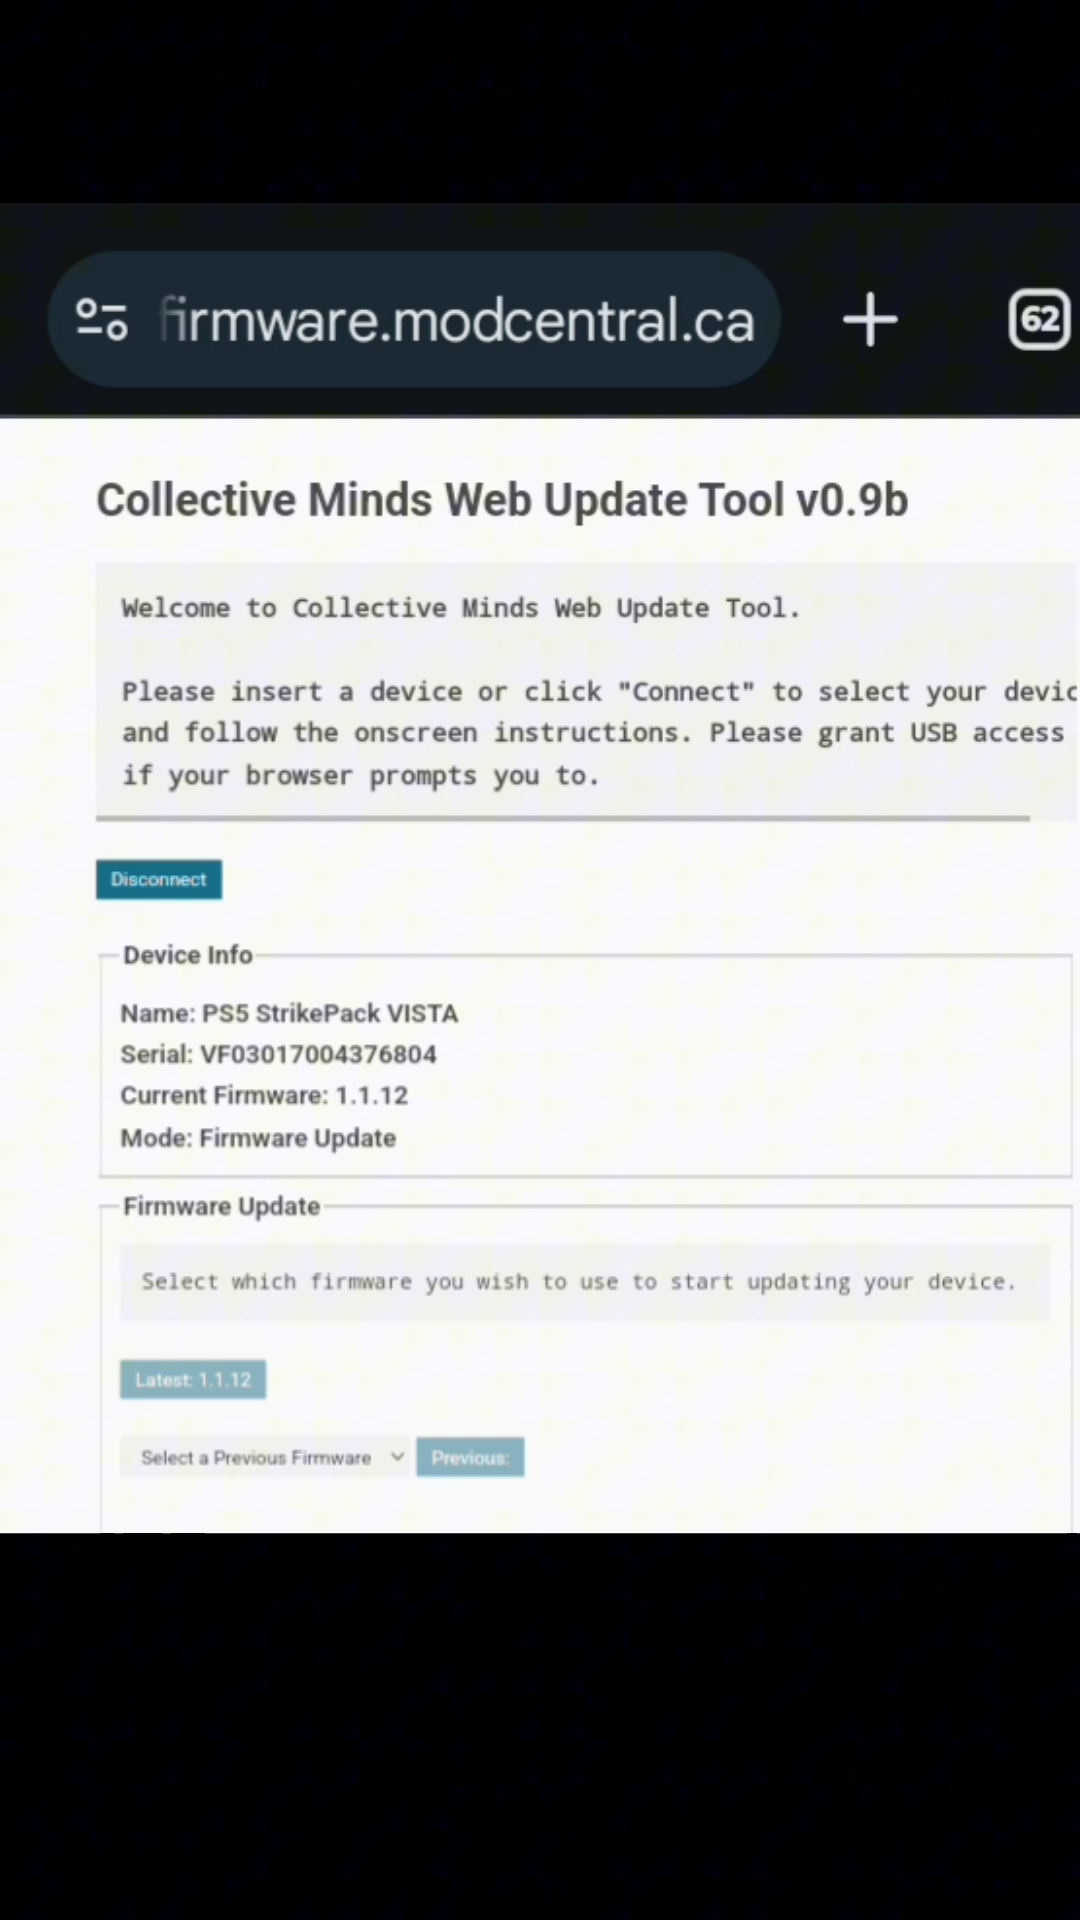 firmware.modcentral.ca
62
Collective Minds Web Update Tool v0.9b
Welcome to Collective Minds Web Update Tool.
Please insert a device or click "Connect" to select your devic
and follow the onscreen instructions. Please grant USB access
if your browser prompts you to.
Disconnect
Device Info
Name: PS5 StrikePack VISTA
Serial: VF03017004376804
Current Firmware: 1.1.12
Mode: Firmware Update
Firmware Update
Select which firmware you wish to use to start updating your device.
Latest: 1.1.12
Select a Previous Firmware
Previous: